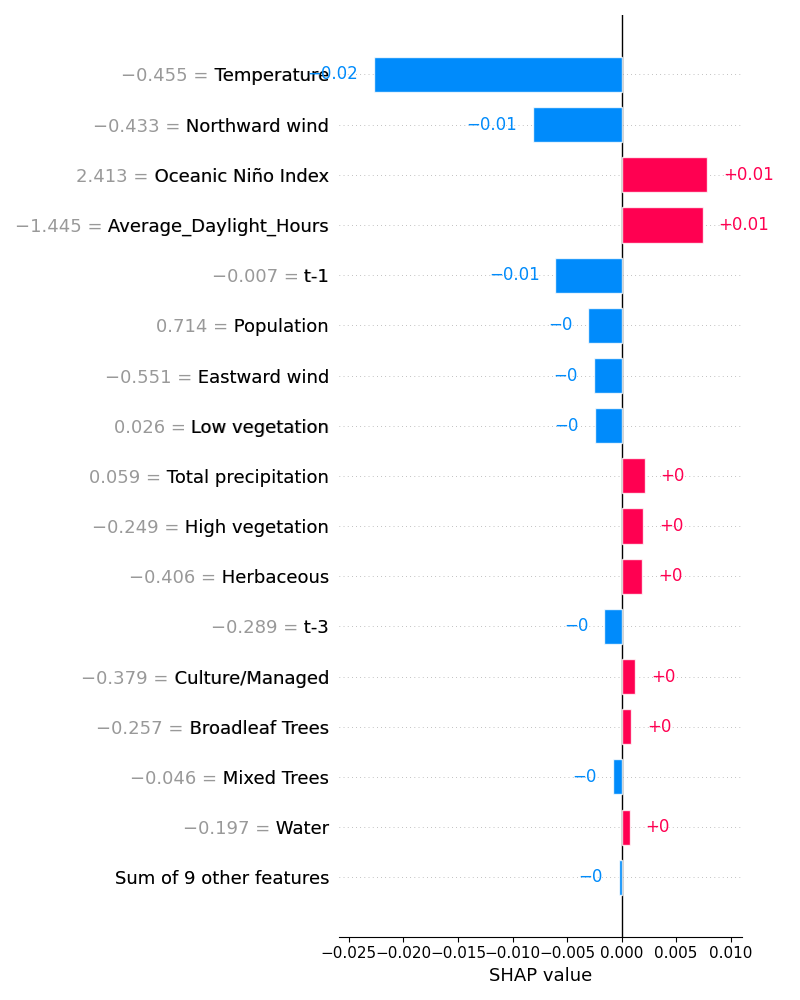 −0.455 = Temperature −0.02
−0.433 = Northward wind −0.01
2.413 = Oceanic Niño Index +0.01
−1.445 = Average_Daylight_Hours +0.01
−0.007 = t-1 −0.01
0.714 = Population −0
−0.551 = Eastward wind −0
0.026 = Low vegetation −0
0.059 = Total precipitation +0
−0.249 = High vegetation +0
−0.406 = Herbaceous +0
−0.289 = t-3 −0
−0.379 = Culture/Managed +0
−0.257 = Broadleaf Trees +0
−0.046 = Mixed Trees −0
−0.197 = Water +0
Sum of 9 other features −0
−0.025 −0.020 −0.015 −0.010 −0.005 0.000 0.005 0.010
SHAP value